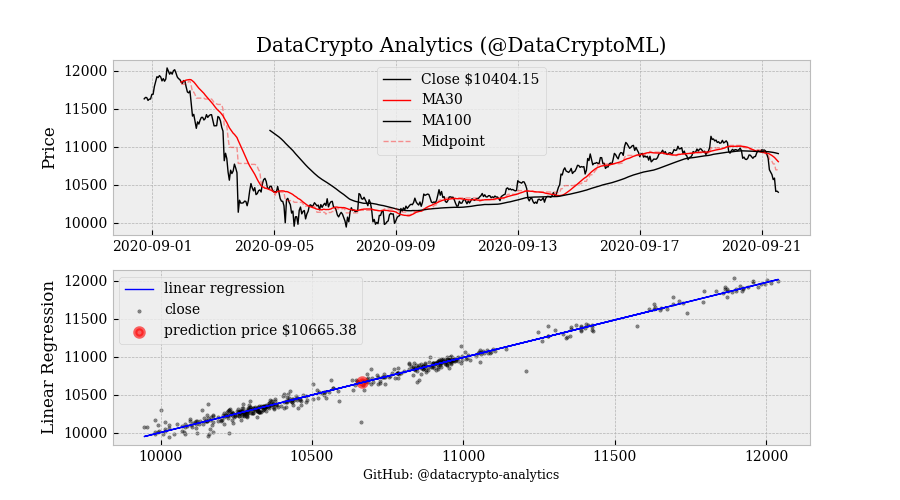 DataCrypto Analytics (@DataCryptoML)
Price
12000
11500
11000
10500
10000
Close $10404.15
MA30
MA100
Midpoint
2020-09-01 2020-09-05 2020-09-09 2020-09-13 2020-09-17 2020-09-21
Linear Regression
12000
11500
11000
10500
10000
linear regression
close
prediction price $10665.38
10000 10500 11000 11500 12000
GitHub: @datacrypto-analytics